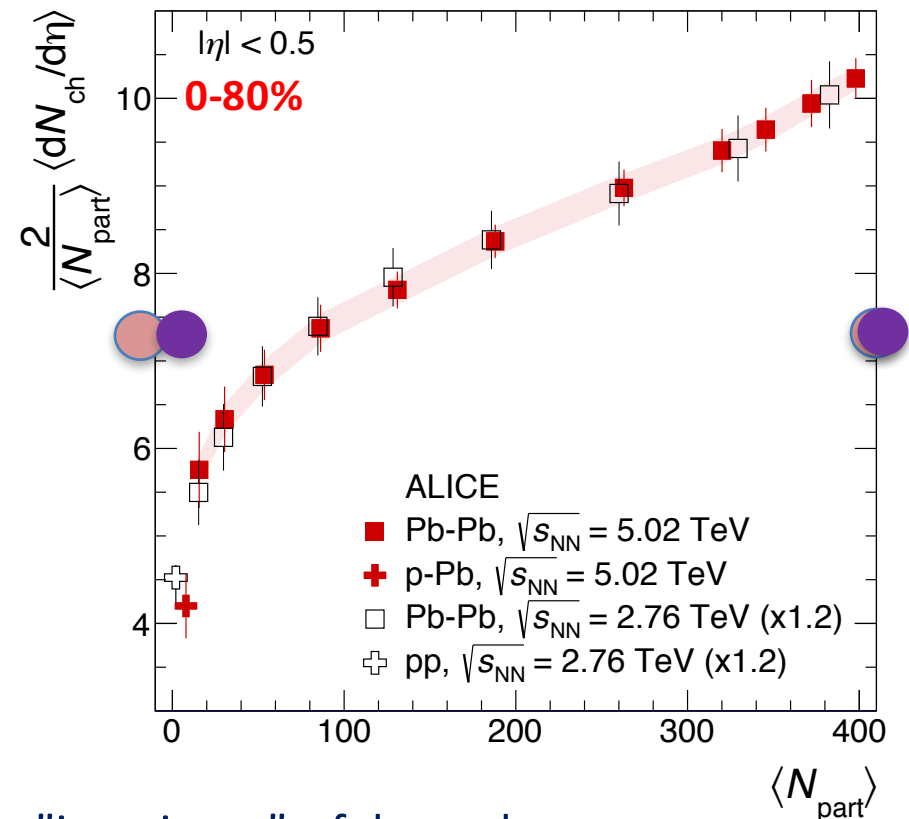 |η| < 0.5
0-80%
2
⟨N_part⟩
⟨dN_ch/dη⟩
10
8
6
4
ALICE
Pb-Pb, √s_NN = 5.02 TeV
p-Pb, √s_NN = 5.02 TeV
Pb-Pb, √s_NN = 2.76 TeV (x1.2)
pp, √s_NN = 2.76 TeV (x1.2)
0 100 200 300 400
⟨N_part⟩